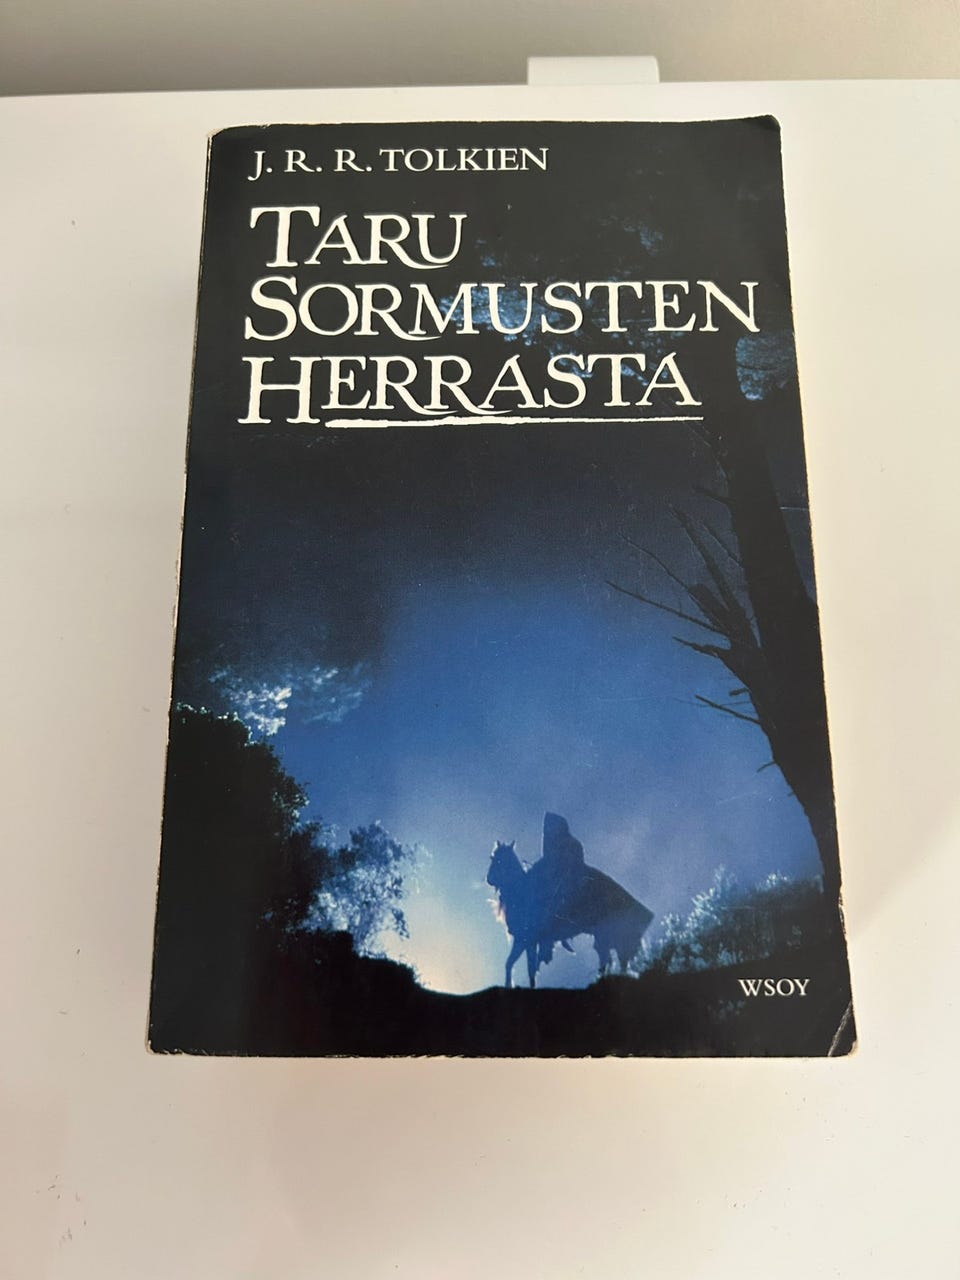 J. R. R. TOLKIEN
TARU
SORMUSTEN
HERRASTA
WSOY